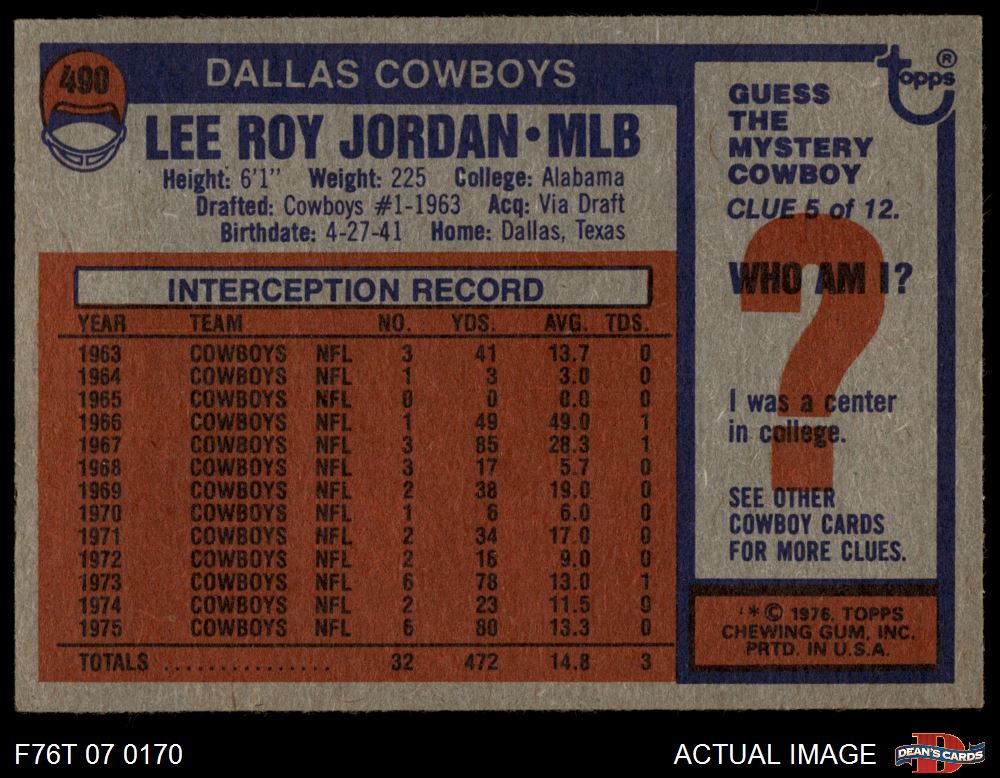 490
DALLAS COWBOYS
LEE ROY JORDAN • MLB
Height: 6'1" Weight: 225 College: Alabama
Drafted: Cowboys #1-1963 Acq: Via Draft
Birthdate: 4-27-41 Home: Dallas, Texas
INTERCEPTION RECORD
YEAR TEAM NO. YDS. AVG. TDS.
1963 COWBOYS NFL 3 41 13.7 0
1964 COWBOYS NFL 1 3 3.0 0
1965 COWBOYS NFL 0 0 0.0 0
1966 COWBOYS NFL 1 49 49.0 1
1967 COWBOYS NFL 3 85 28.3 1
1968 COWBOYS NFL 3 17 5.7 0
1969 COWBOYS NFL 2 38 19.0 0
1970 COWBOYS NFL 1 6 6.0 0
1971 COWBOYS NFL 2 34 17.0 0
1972 COWBOYS NFL 2 18 9.0 0
1973 COWBOYS NFL 6 78 13.0 1
1974 COWBOYS NFL 2 23 11.5 0
1975 COWBOYS NFL 6 80 13.3 0
TOTALS ................ 32 472 14.8 3
topps®
GUESS
THE
MYSTERY
COWBOY
CLUE 5 of 12.
?
WHO AM I?
I was a center
in college.
SEE OTHER
COWBOY CARDS
FOR MORE CLUES.
* © 1976. TOPPS
CHEWING GUM, INC.
PRTD. IN U.S.A.
F76T 07 0170
ACTUAL IMAGE
D
DEAN'S CARDS